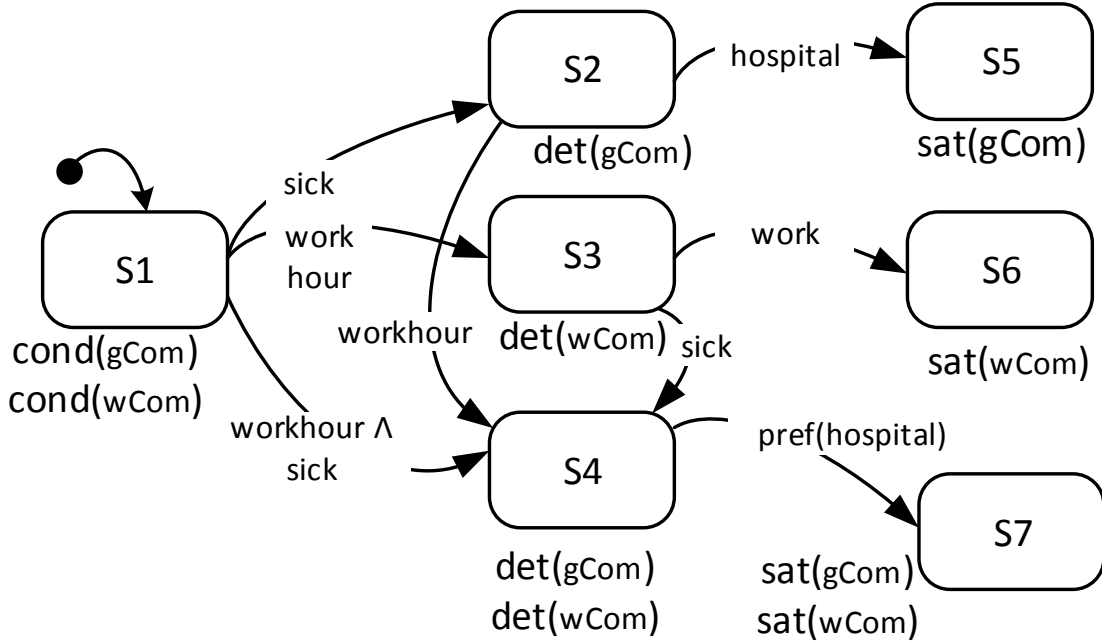 S2
hospital
S5
det(gCom)
sat(gCom)
sick
S1
work
hour
S3
work
S6
cond(gCom)
cond(wCom)
workhour
det(wCom)
sick
sat(wCom)
workhour Λ
sick
S4
pref(hospital)
S7
det(gCom)
det(wCom)
sat(gCom)
sat(wCom)